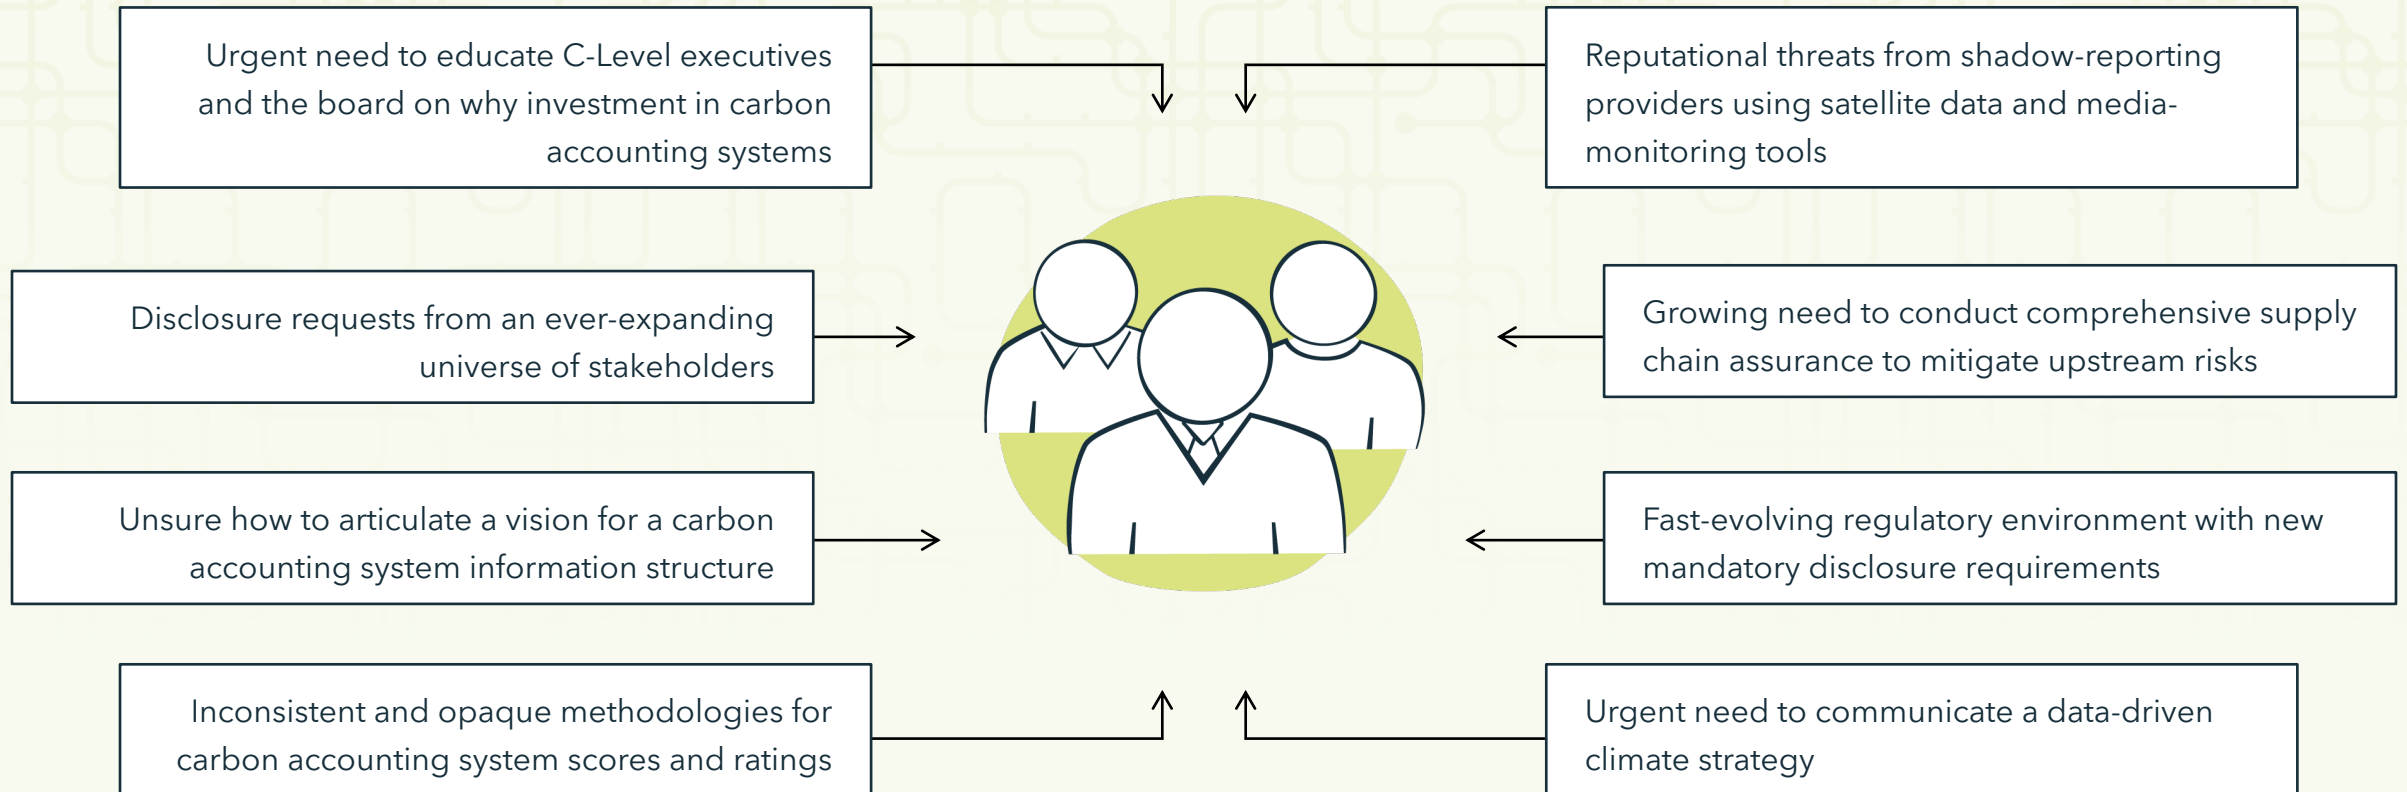 Urgent need to educate C-Level executives
and the board on why investment in carbon
accounting systems
Reputational threats from shadow-reporting
providers using satellite data and media-
monitoring tools
Disclosure requests from an ever-expanding
universe of stakeholders
Growing need to conduct comprehensive supply
chain assurance to mitigate upstream risks
Unsure how to articulate a vision for a carbon
accounting system information structure
Fast-evolving regulatory environment with new
mandatory disclosure requirements
Inconsistent and opaque methodologies for
carbon accounting system scores and ratings
Urgent need to communicate a data-driven
climate strategy